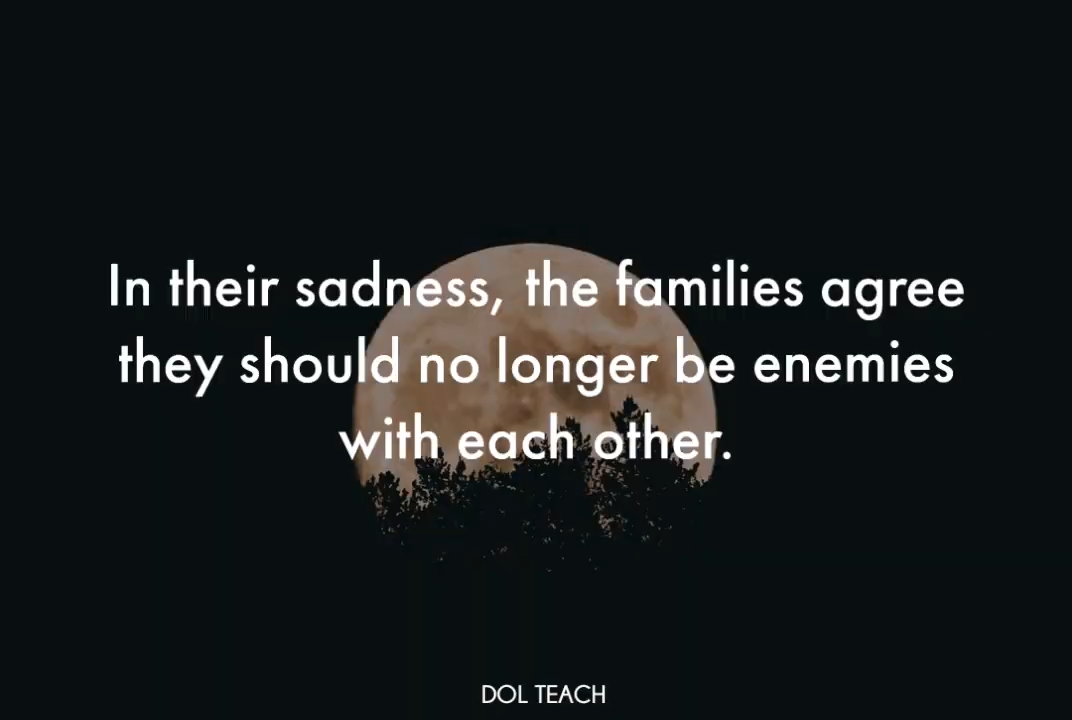 In their sadness, the families agree
they should no longer be enemies
with each other.
DOL TEACH